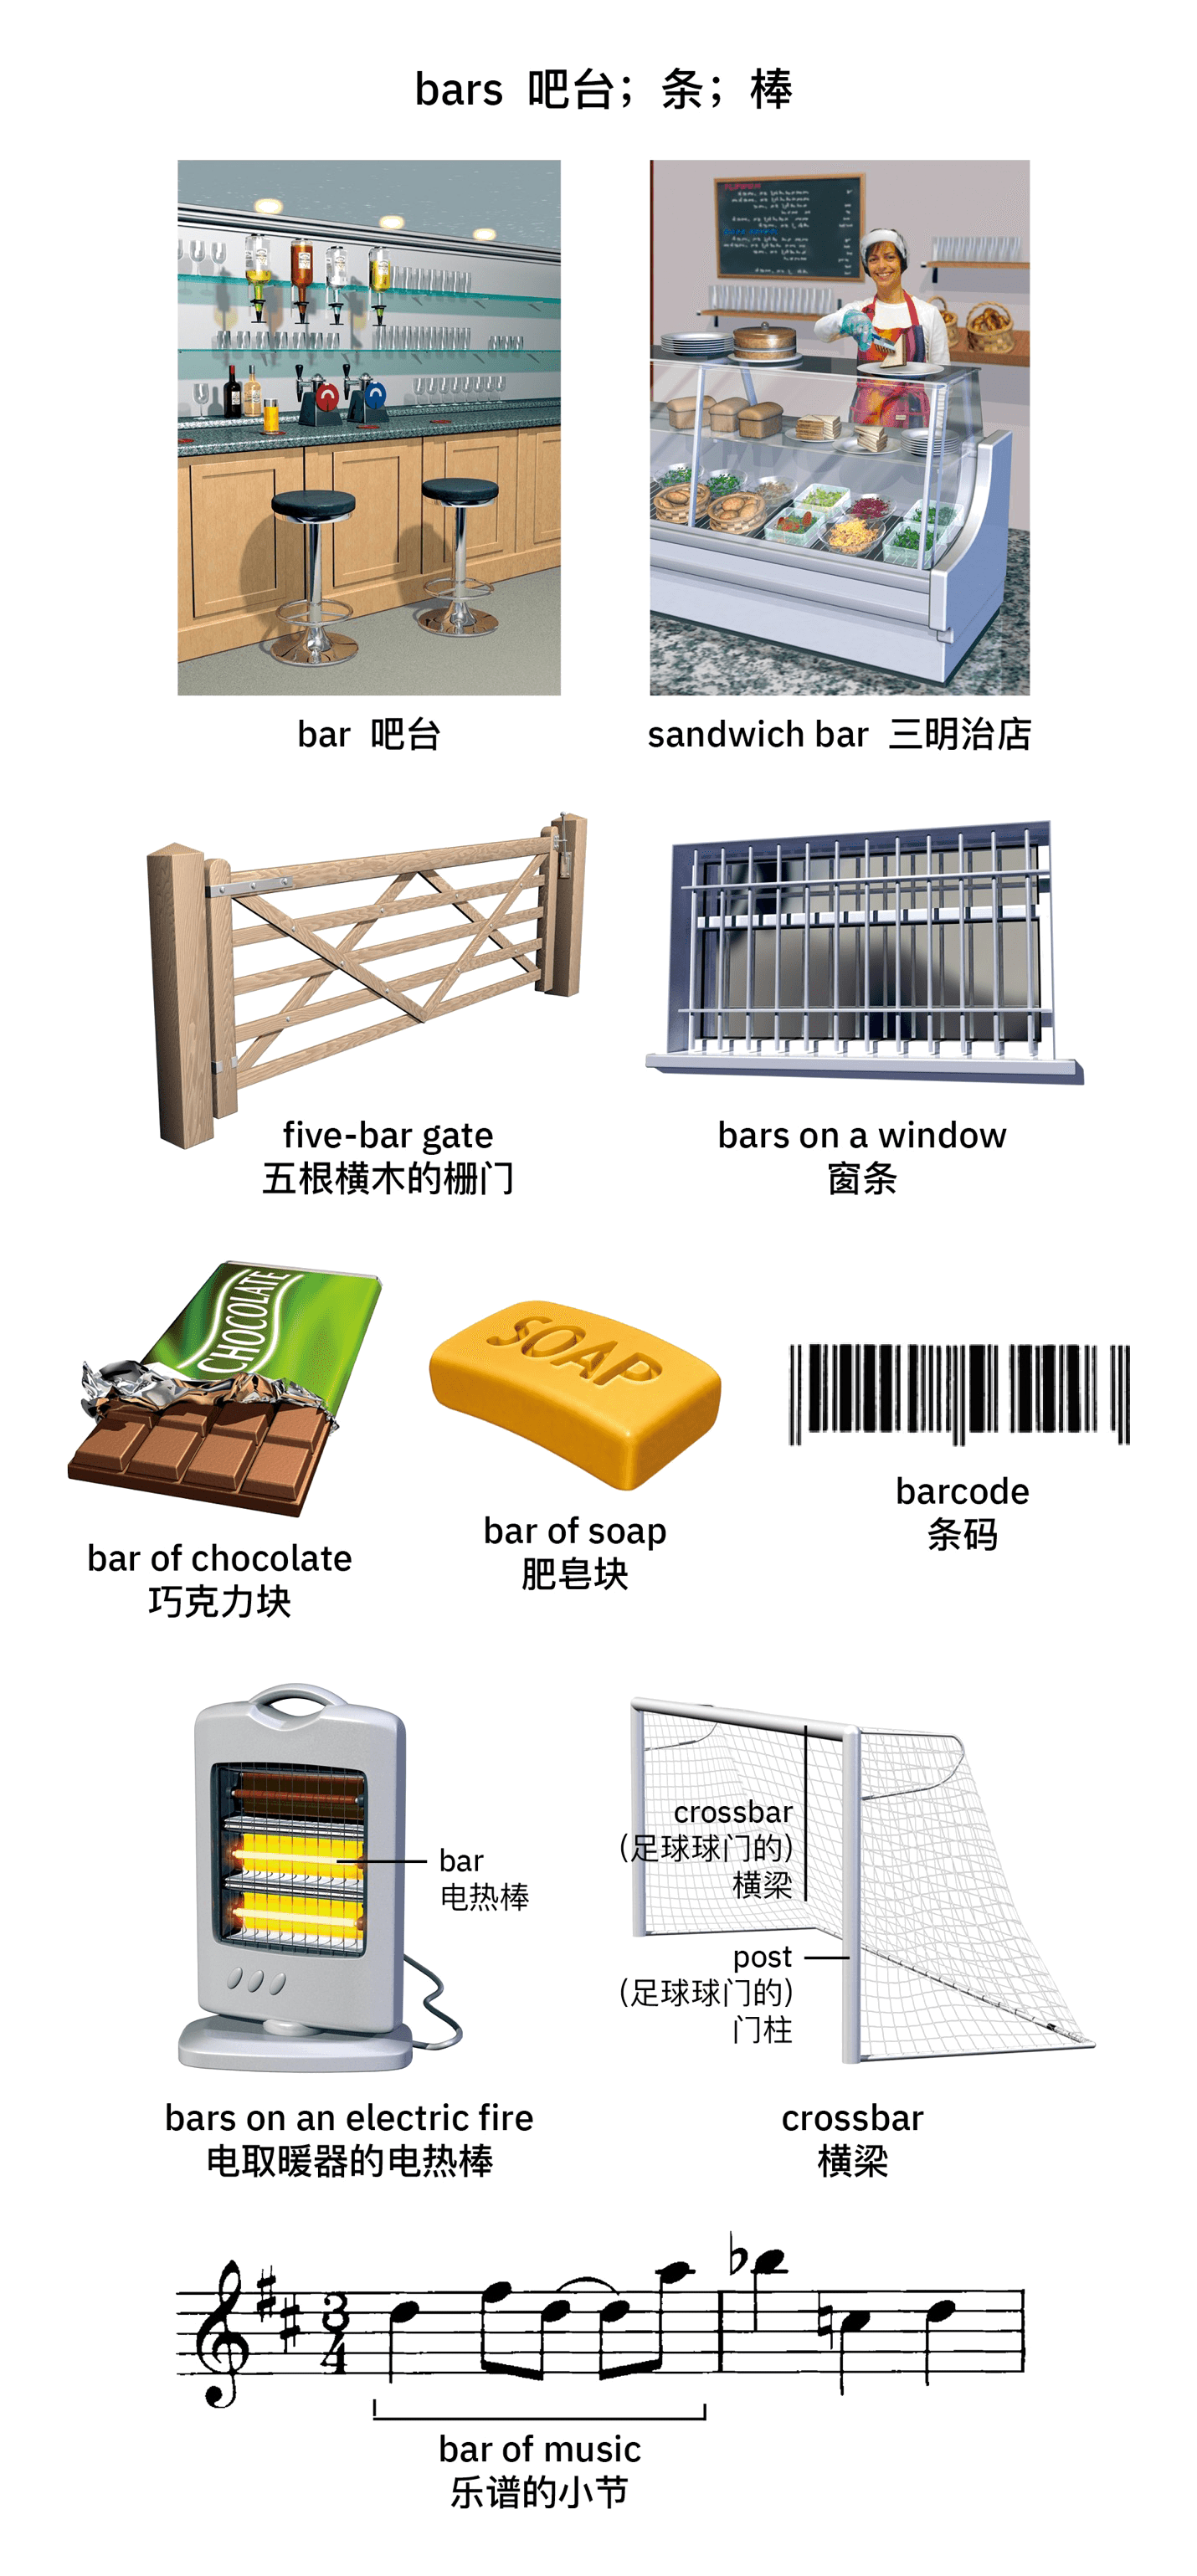 bars 吧台；条；棒
bar 吧台
sandwich bar 三明治店
five-bar gate
五根横木的栅门
bars on a window
窗条
CHOCOLATE
SOAP
bar of chocolate
巧克力块
bar of soap
肥皂块
barcode
条码
bar
电热棒
crossbar
（足球球门的）
横梁
post
（足球球门的）
门柱
bars on an electric fire
电取暖器的电热棒
crossbar
横梁
3
4
bar of music
乐谱的小节